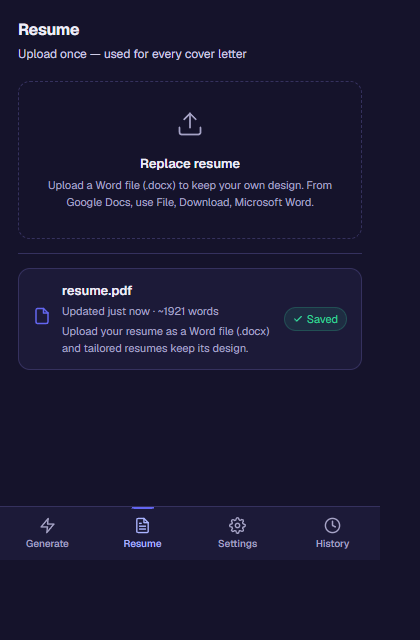 Resume
Upload once — used for every cover letter
Replace resume
Upload a Word file (.docx) to keep your own design. From
Google Docs, use File, Download, Microsoft Word.
resume.pdf
Updated just now · ~1921 words
Upload your resume as a Word file (.docx)
and tailored resumes keep its design.
Saved
Generate
Resume
Settings
History